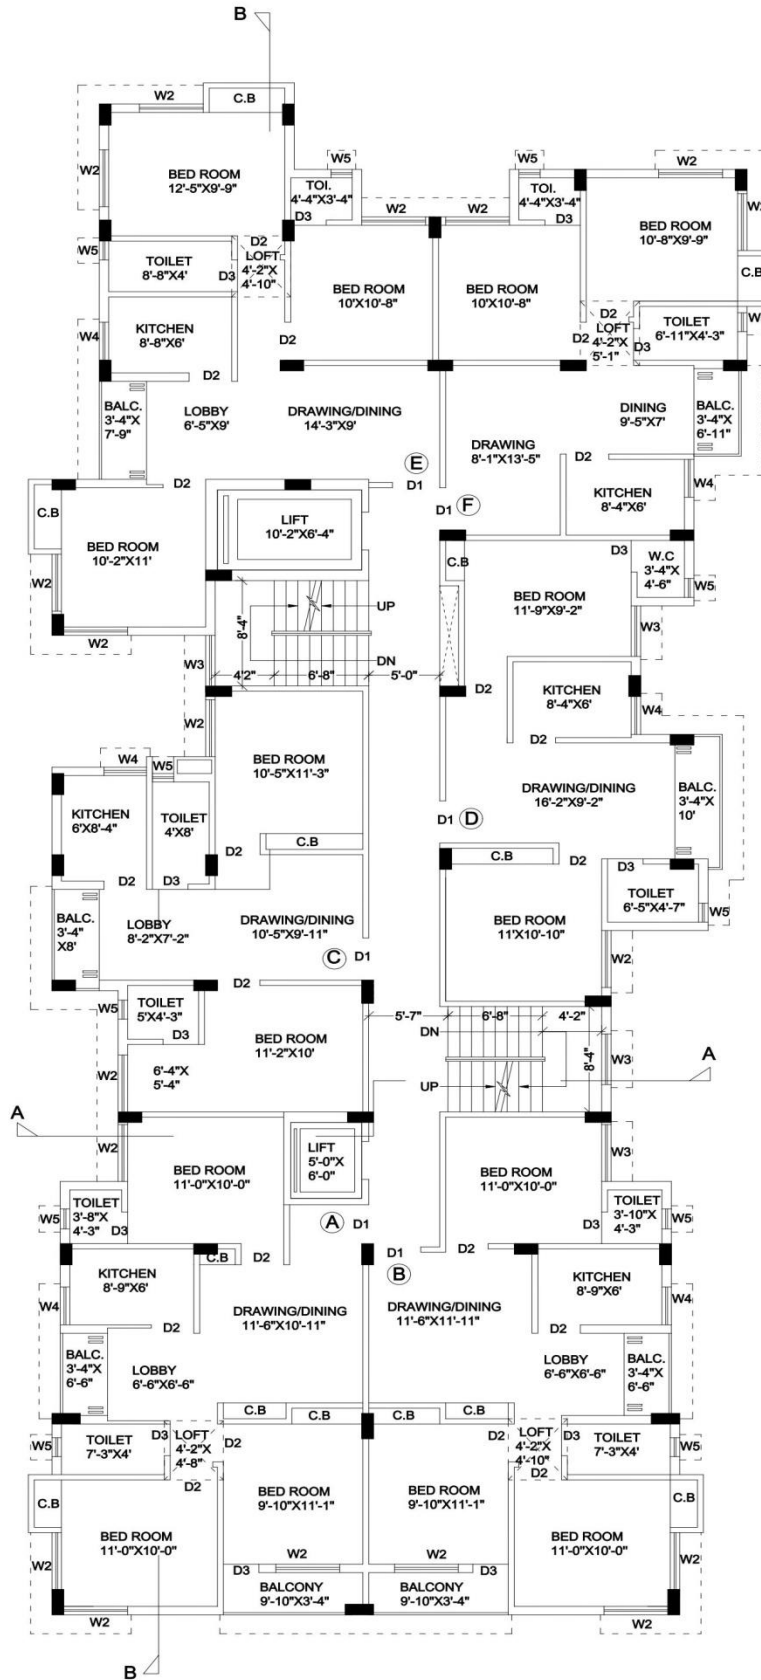 B
W2
C.B
W2
BED ROOM
12'-5"X9'-9"
W5
TOI.
4'-4"X3'-4"
D3
W2
W2
W5
TOI.
4'-4"X3'-4"
D3
W2
BED ROOM
10'-8"X9'-9"
W2
C.B
W5
TOILET
8'-8"X4'
D3
D2
LOFT
4'-2"X
4'-10"
BED ROOM
10'X10'-8"
BED ROOM
10'X10'-8"
D2
LOFT
4'-2"X
5'-1"
D2
D3
TOILET
6'-11"X4'-3"
W4
KITCHEN
8'-8"X6'
D2
D2
BALC.
3'-4"X
7'-9"
LOBBY
6'-5"X9'
DRAWING/DINING
14'-3"X9'
DRAWING
8'-1"X13'-5"
DINING
9'-5"X7'
BALC.
3'-4"X
6'-11"
E
D1
D2
D2
W4
KITCHEN
8'-4"X6'
F
D1
C.B
BED ROOM
10'-2"X11'
LIFT
10'-2"X6'-4"
W2
W2
C.B
D3
W.C
3'-4"X
4'-6"
W5
BED ROOM
11'-9"X9'-2"
UP
8'-4"
DN
W3
4'2"
6'-8"
5'-0"
W3
D2
KITCHEN
8'-4"X6'
W4
D2
W2
BED ROOM
10'-5"X11'-3"
W4
W5
KITCHEN
6'X8'-4"
TOILET
4'X8'
DRAWING/DINING
16'-2"X9'-2"
BALC.
3'-4"X
10'
D1
D
C.B
D2
D2
D3
C.B
D2
D3
TOILET
6'-5"X4'-7"
W5
BALC.
3'-4"
X8'
LOBBY
8'-2"X7'-2"
DRAWING/DINING
10'-5"X9'-11"
BED ROOM
11'X10'-10"
C
D1
W2
D2
W5
TOILET
5'X4'-3"
D3
BED ROOM
11'-2"X10'
5'-7"
6'-8"
4'-2"
DN
8'-4"
W3
W2
6'-4"X
5'-4"
UP
A
A
W2
BED ROOM
11'-0"X10'-0"
LIFT
5'-0"X
6'-0"
BED ROOM
11'-0"X10'-0"
W3
W5
TOILET
3'-8"X
4'-3"
D3
A
D1
D3
TOILET
3'-10"X
4'-3"
W5
C.B
D2
D1
D2
B
KITCHEN
8'-9"X6'
KITCHEN
8'-9"X6'
W4
W4
D2
DRAWING/DINING
11'-6"X10'-11"
DRAWING/DINING
11'-6"X11'-11"
D2
BALC.
3'-4"X
6'-6"
LOBBY
6'-6"X6'-6"
LOBBY
6'-6"X6'-6"
BALC.
3'-4"X
6'-6"
C.B
C.B
C.B
C.B
W5
TOILET
7'-3"X4'
D3
LOFT
4'-2"X
4'-8"
D2
D2
D2
LOFT
4'-2"X
4'-10"
D2
D3
TOILET
7'-3"X4'
W5
C.B
BED ROOM
9'-10"X11'-1"
BED ROOM
9'-10"X11'-1"
C.B
BED ROOM
11'-0"X10'-0"
BED ROOM
11'-0"X10'-0"
W2
W2
W2
W2
D3
D3
BALCONY
9'-10"X3'-4"
BALCONY
9'-10"X3'-4"
W2
W2
B